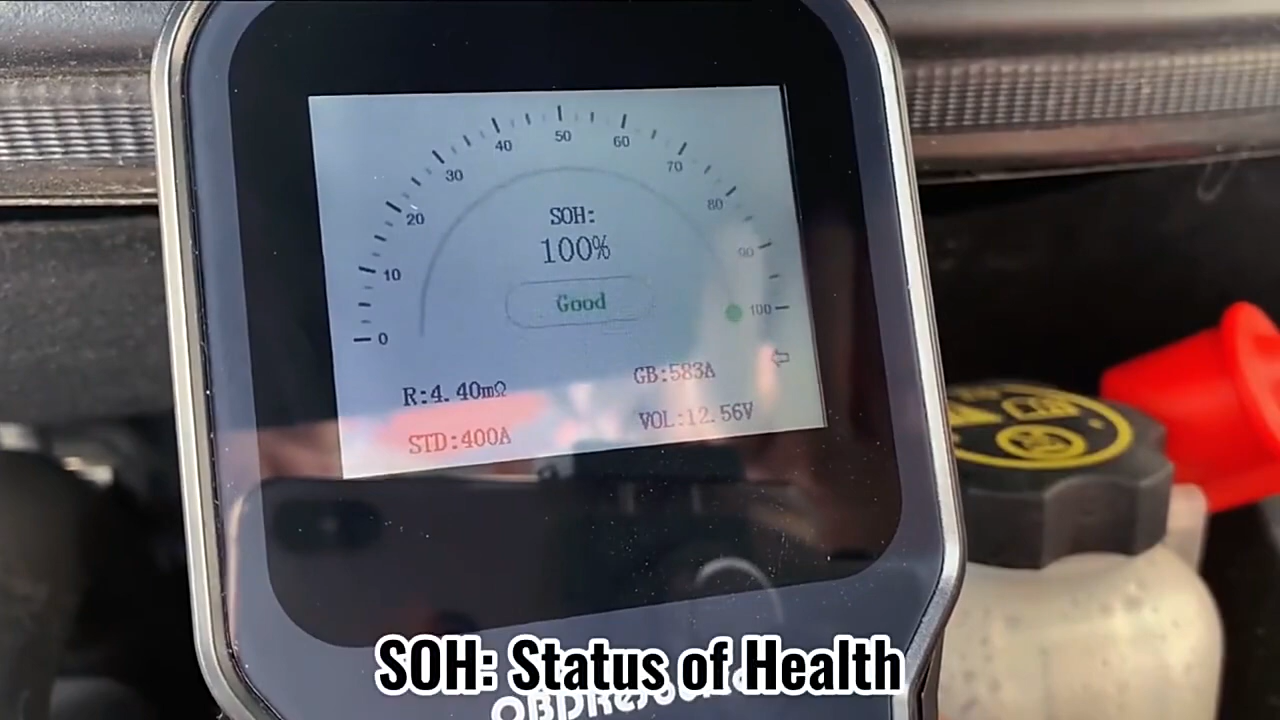 50
40
60
30
70
20
80
SOH:
100%
90
10
Good
100
0
R:4.40mΩ
GB:583A
STD:400A
VOL:12.56V
SOH: Status of Health